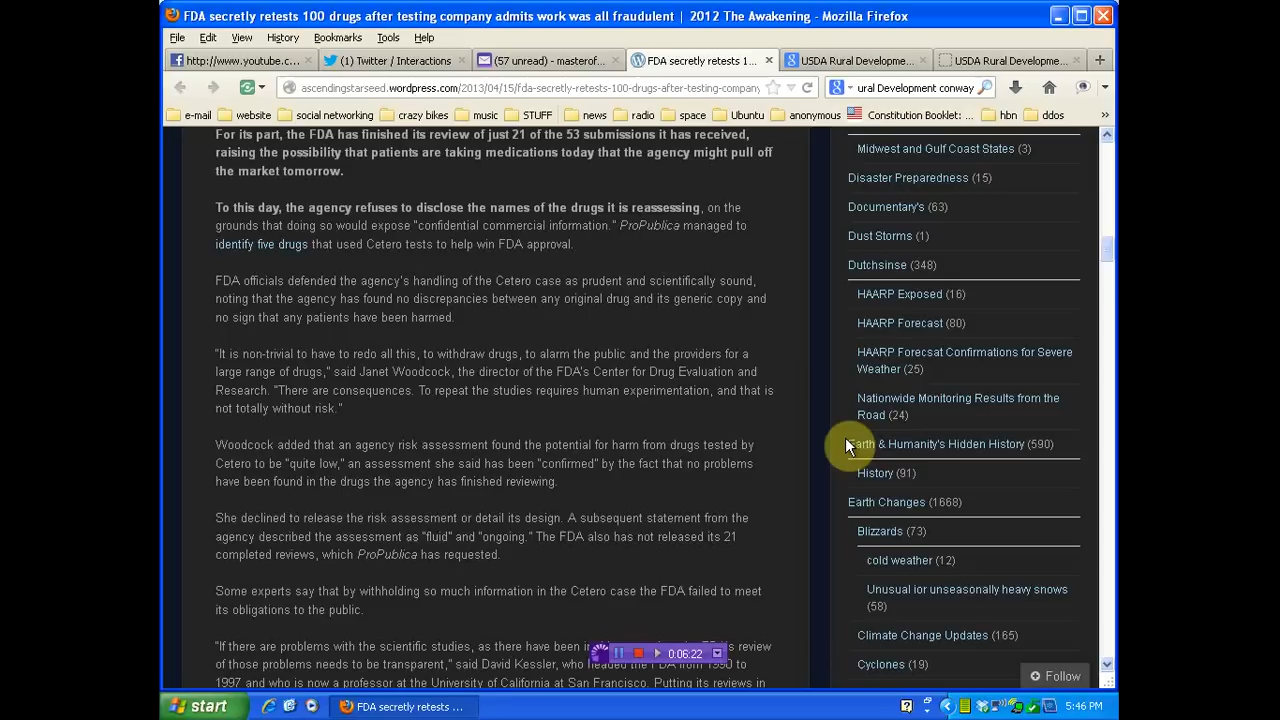 FDA secretly retests 100 drugs after testing company admits work was all fraudulent | 2012 The Awakening - Mozilla Firefox
File Edit View History Bookmarks Tools Help
http://www.youtube.c... (1) Twitter / Interactions (57 unread) - masterof... FDA secretly retests 1... USDA Rural Developme... USDA Rural Developme...
ascendingstarseed.wordpress.com/2013/04/15/fda-secretly-retests-100-drugs-after-testing-company ural Development conway
e-mail website social networking crazy bikes music STUFF news radio space Ubuntu anonymous Constitution Booklet:... hbn ddos
For its part, the FDA has finished its review of just 21 of the 53 submissions it has received,
raising the possibility that patients are taking medications today that the agency might pull off
the market tomorrow.
To this day, the agency refuses to disclose the names of the drugs it is reassessing, on the
grounds that doing so would expose "confidential commercial information." ProPublica managed to
identify five drugs that used Cetero tests to help win FDA approval.
FDA officials defended the agency's handling of the Cetero case as prudent and scientifically sound,
noting that the agency has found no discrepancies between any original drug and its generic copy and
no sign that any patients have been harmed.
"It is non-trivial to have to redo all this, to withdraw drugs, to alarm the public and the providers for a
large range of drugs," said Janet Woodcock, the director of the FDA's Center for Drug Evaluation and
Research. "There are consequences. To repeat the studies requires human experimentation, and that is
not totally without risk."
Woodcock added that an agency risk assessment found the potential for harm from drugs tested by
Cetero to be "quite low," an assessment she said has been "confirmed" by the fact that no problems
have been found in the drugs the agency has finished reviewing.
She declined to release the risk assessment or detail its design. A subsequent statement from the
agency described the assessment as "fluid" and "ongoing." The FDA also has not released its 21
completed reviews, which ProPublica has requested.
Some experts say that by withholding so much information in the Cetero case the FDA failed to meet
its obligations to the public.
"If there are problems with the scientific studies, as there have been in review
of those problems needs to be transparent," said David Kessler, who headed the FDA from 1990 to
1997 and who is now a professor at the University of California at San Francisco. Putting its reviews in
Midwest and Gulf Coast States (3)
Disaster Preparedness (15)
Documentary's (63)
Dust Storms (1)
Dutchsinse (348)
HAARP Exposed (16)
HAARP Forecast (80)
HAARP Forecsat Confirmations for Severe
Weather (25)
Nationwide Monitoring Results from the
Road (24)
Earth & Humanity's Hidden History (590)
History (91)
Earth Changes (1668)
Blizzards (73)
cold weather (12)
Unusual ior unseasonally heavy snows
(58)
Climate Change Updates (165)
Cyclones (19)
Follow
0:06:22
start FDA secretly retests ... 5:46 PM